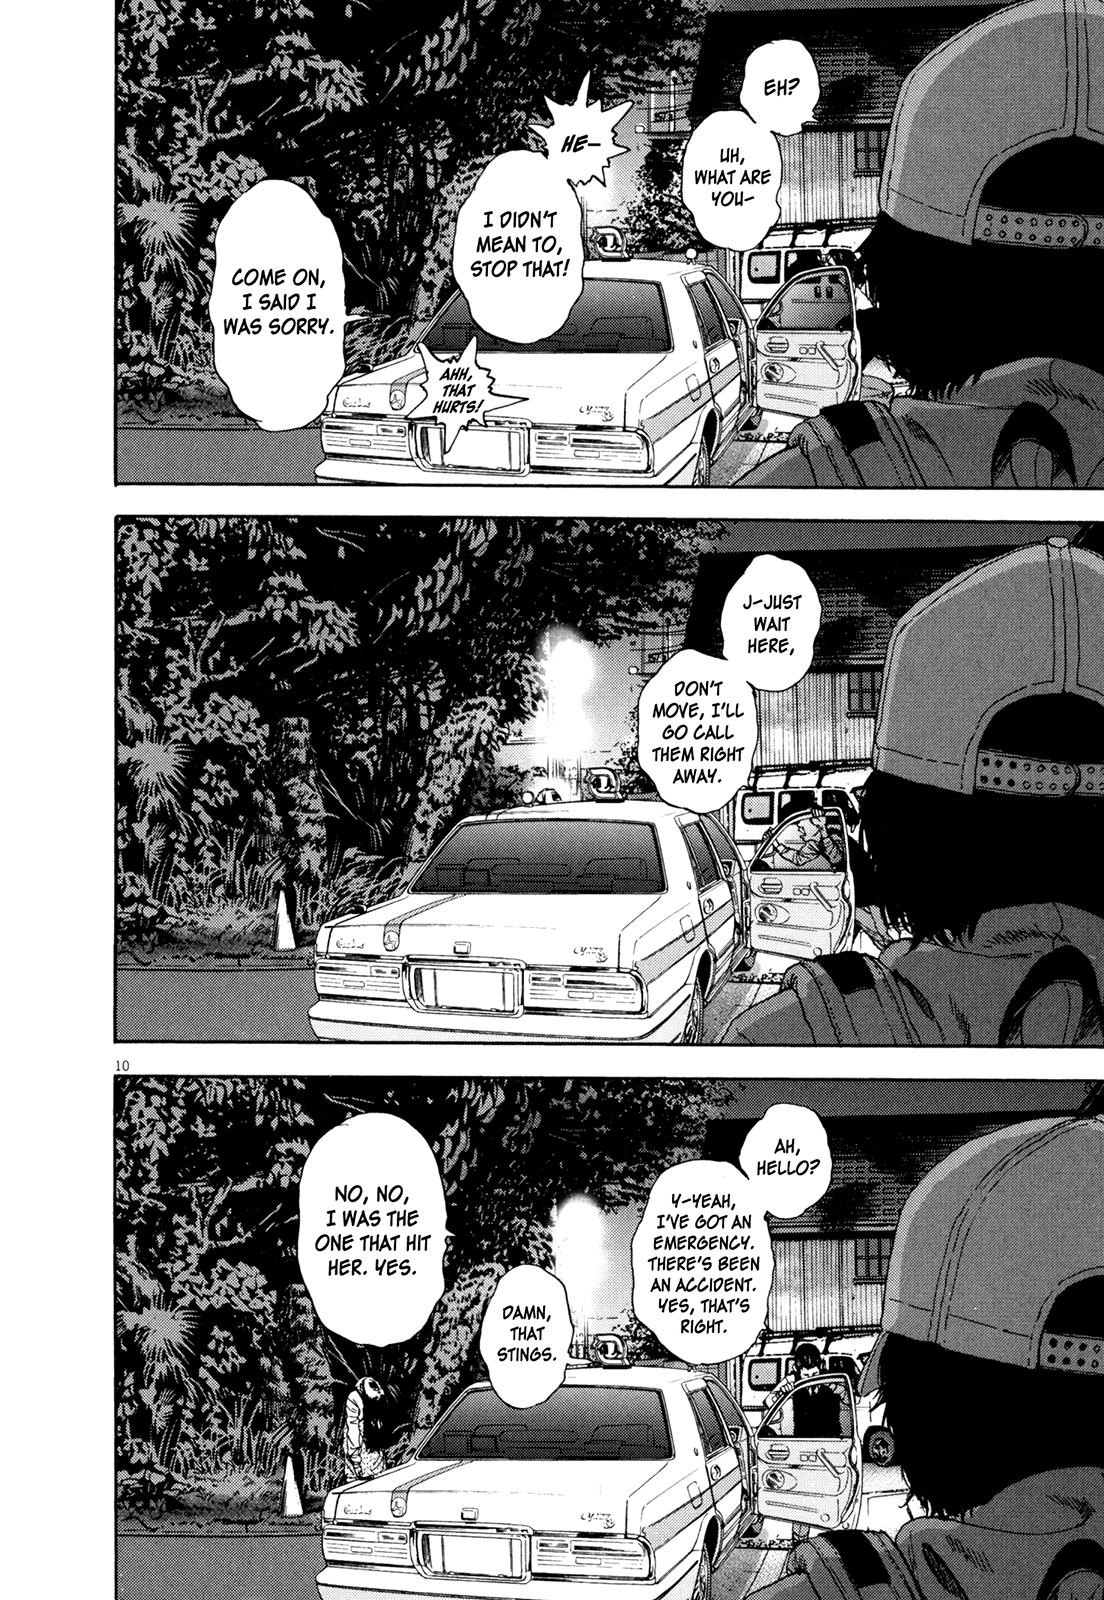 EH?
UH,
WHAT ARE
YOU-
HE-
I DIDN'T
MEAN TO,
STOP THAT!
COME ON,
I SAID I
WAS SORRY.
AHH,
THAT
HURTS!
J-JUST
WAIT
HERE,
DON'T
MOVE, I'LL
GO CALL
THEM RIGHT
AWAY.
10
AH,
HELLO?
Y-YEAH,
I'VE GOT AN
EMERGENCY.
THERE'S BEEN
AN ACCIDENT.
YES, THAT'S
RIGHT.
DAMN,
THAT
STINGS.
NO, NO,
I WAS THE
ONE THAT HIT
HER. YES.